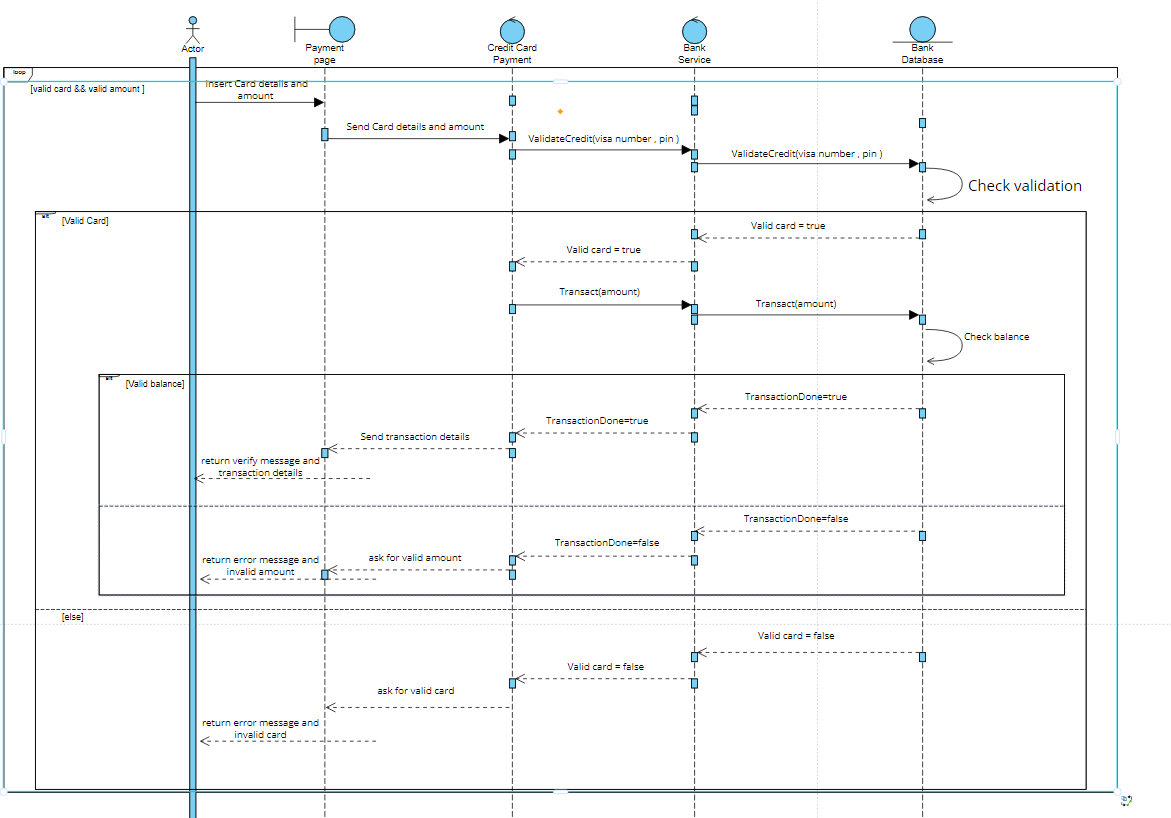 Actor
Payment
page
Credit Card
Payment
Bank
Service
Bank
Database
loop
[valid card && valid amount ]
Insert Card details and
amount
Send Card details and amount
ValidateCredit(visa number , pin )
ValidateCredit(visa number , pin )
Check validation
alt
[Valid Card]
Valid card = true
Valid card = true
Transact(amount)
Transact(amount)
Check balance
alt
[Valid balance]
TransactionDone=true
TransactionDone=true
Send transaction details
return verify message and
transaction details
TransactionDone=false
TransactionDone=false
ask for valid amount
return error message and
invalid amount
[else]
Valid card = false
Valid card = false
ask for valid card
return error message and
invalid card